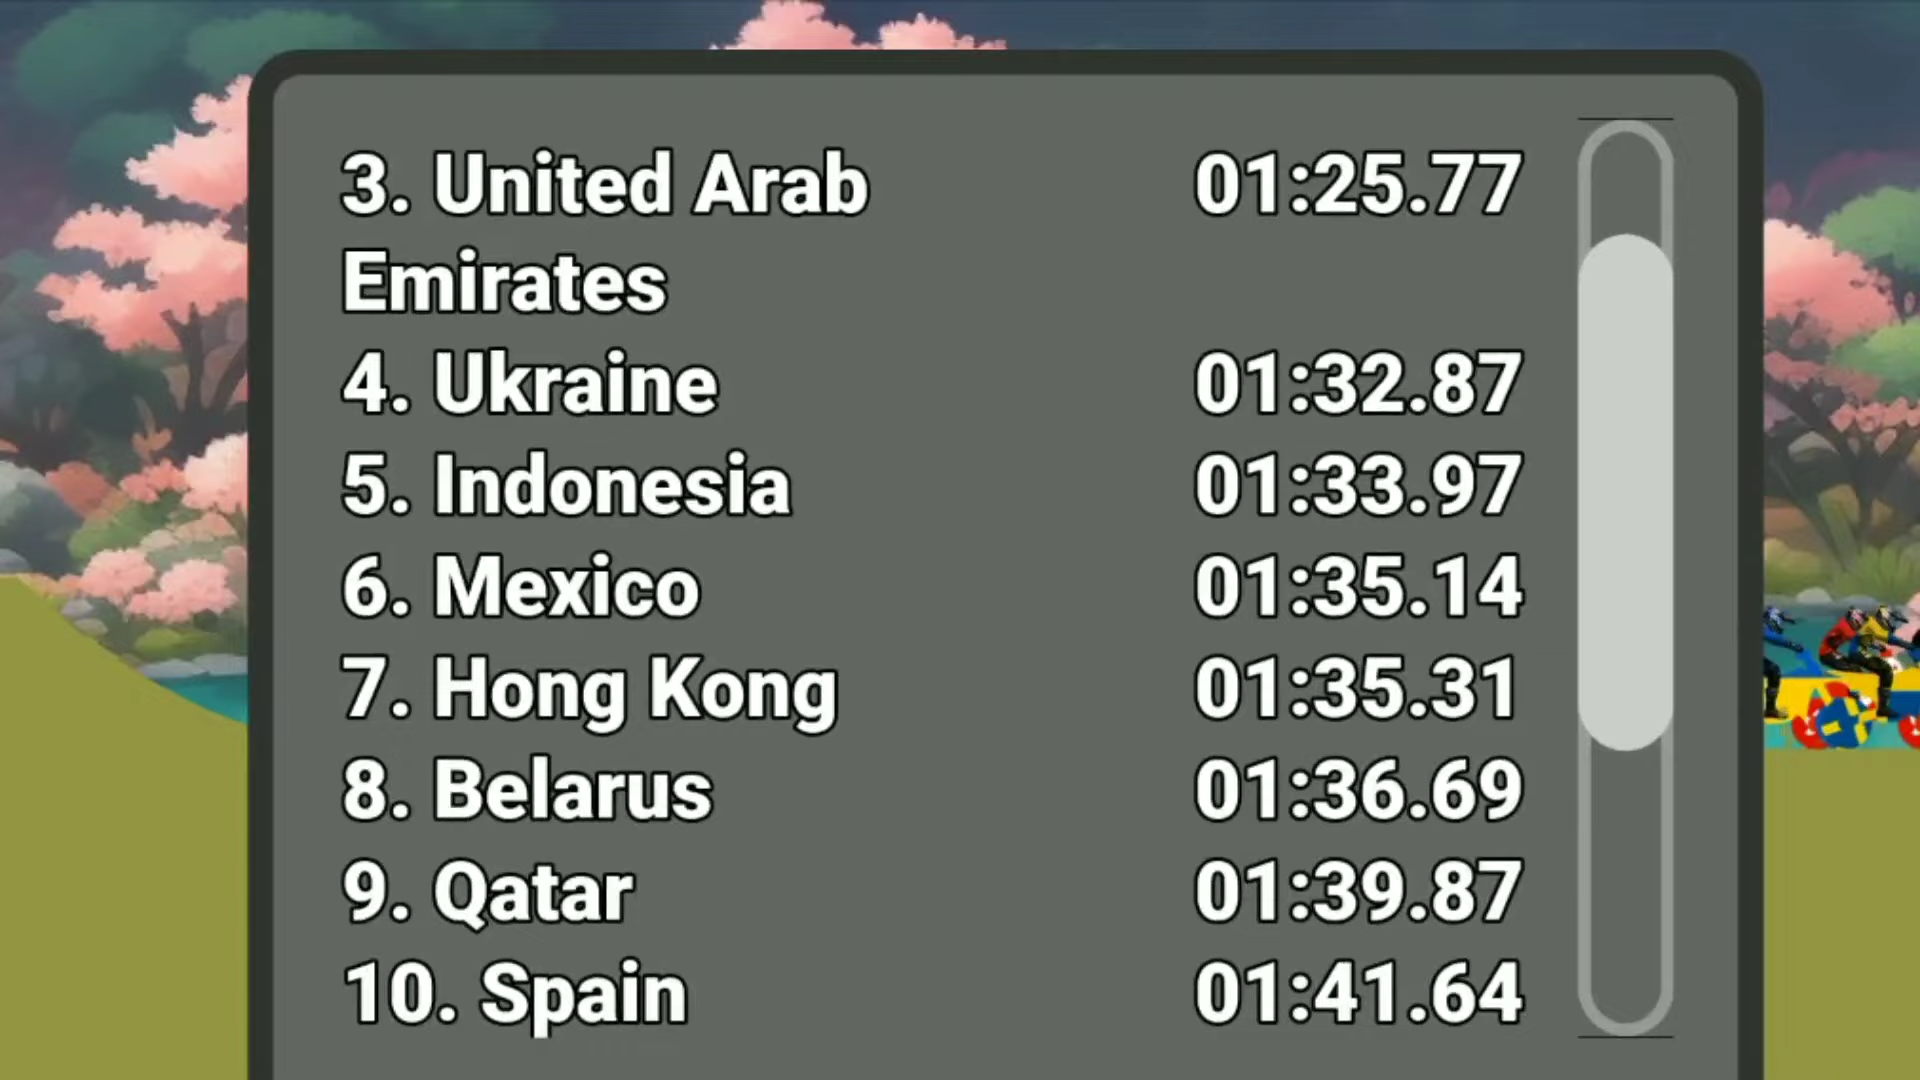 3. United Arab 01:25.77
Emirates
4. Ukraine 01:32.87
5. Indonesia 01:33.97
6. Mexico 01:35.14
7. Hong Kong 01:35.31
8. Belarus 01:36.69
9. Qatar 01:39.87
10. Spain 01:41.64